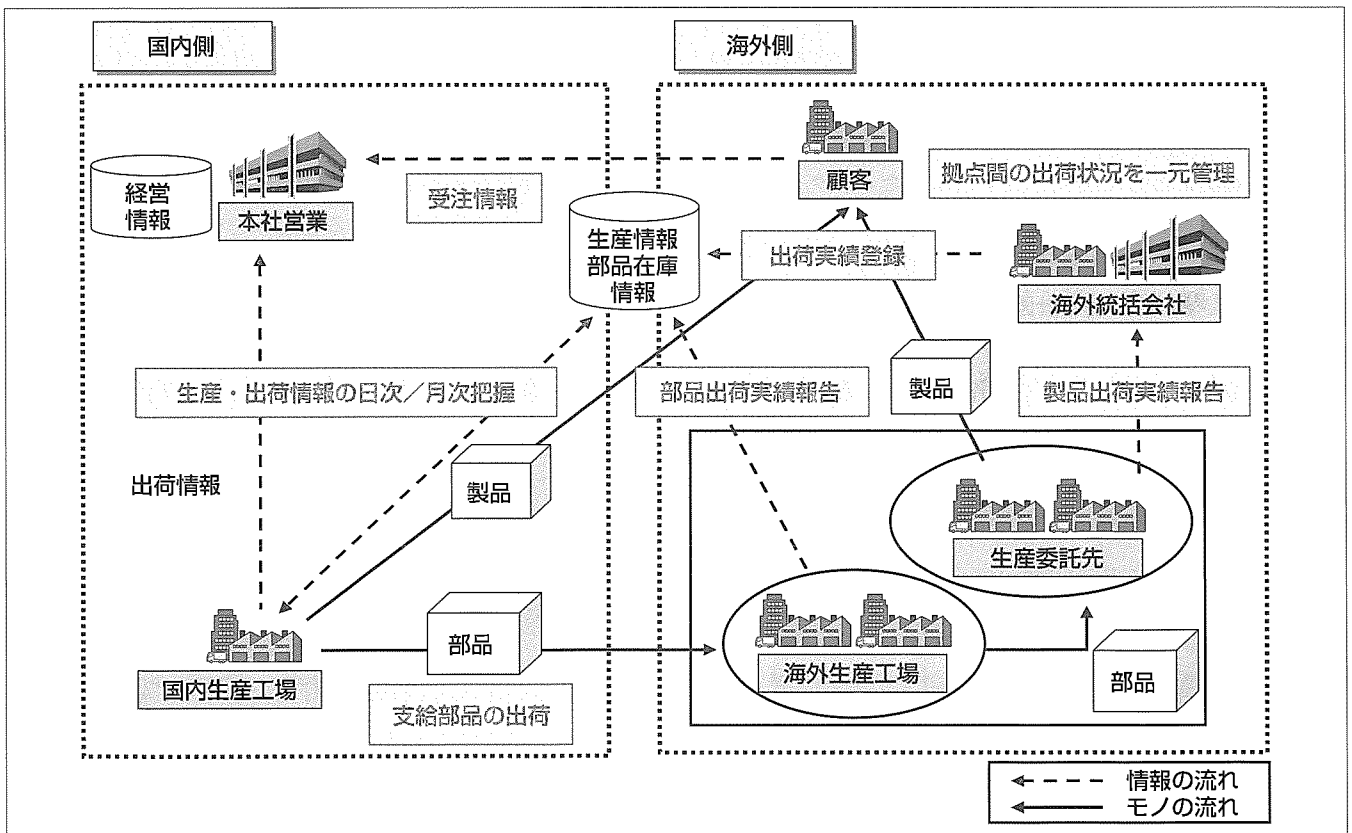 国内側
海外側
経営
情報
本社営業
受注情報
顧客
拠点間の出荷状況を一元管理
生産情報
部品在庫
情報
出荷実績登録
海外統括会社
生産・出荷情報の日次／月次把握
部品出荷実績報告
製品
製品出荷実績報告
出荷情報
製品
生産委託先
国内生産工場
部品
支給部品の出荷
海外生産工場
部品
情報の流れ
モノの流れ